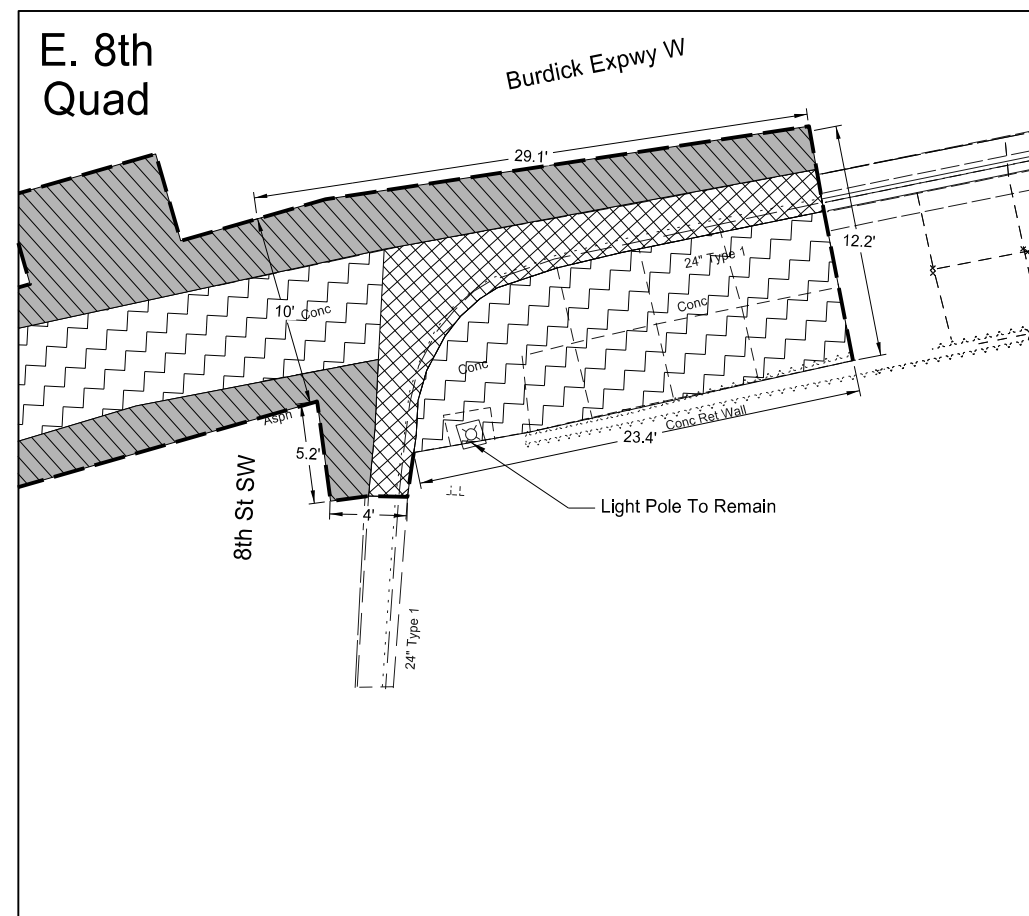 E. 8th
Quad
Burdick Expwy W
29.1'
12.2'
24" Type 1
10'
Conc
Conc
Conc
Asph
Conc Ret Wall
23.4'
5.2'
4'
8th St SW
Light Pole To Remain
24" Type 1